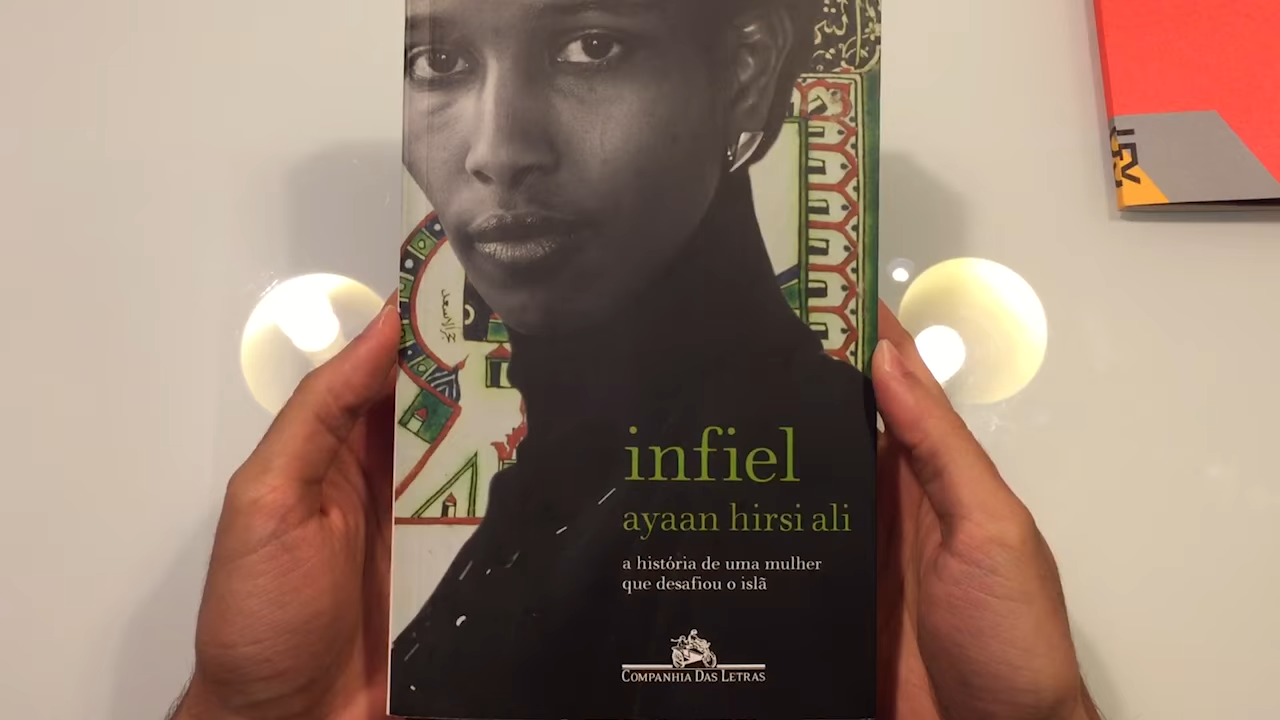 infiel
ayaan hirsi ali
a história de uma mulher
que desafiou o islã
COMPANHIA DAS LETRAS